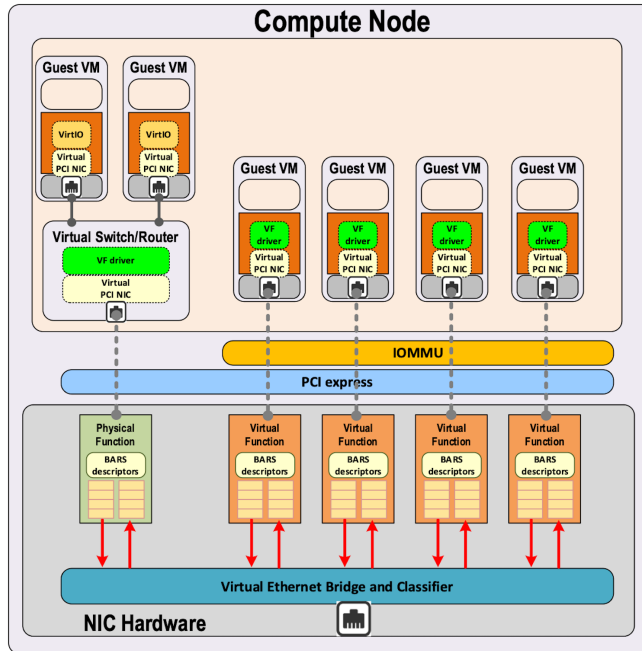 Compute Node
Guest VM
Guest VM
VirtIO
VirtIO
Virtual
PCI NIC
Virtual
PCI NIC
Guest VM
Guest VM
Guest VM
Guest VM
VF
driver
VF
driver
VF
driver
VF
driver
Virtual
PCI NIC
Virtual
PCI NIC
Virtual
PCI NIC
Virtual
PCI NIC
Virtual Switch/Router
VF driver
Virtual
PCI NIC
IOMMU
PCI express
Physical
Function
BARS
descriptors
Virtual
Function
BARS
descriptors
Virtual
Function
BARS
descriptors
Virtual
Function
BARS
descriptors
Virtual
Function
BARS
descriptors
Virtual Ethernet Bridge and Classifier
NIC Hardware